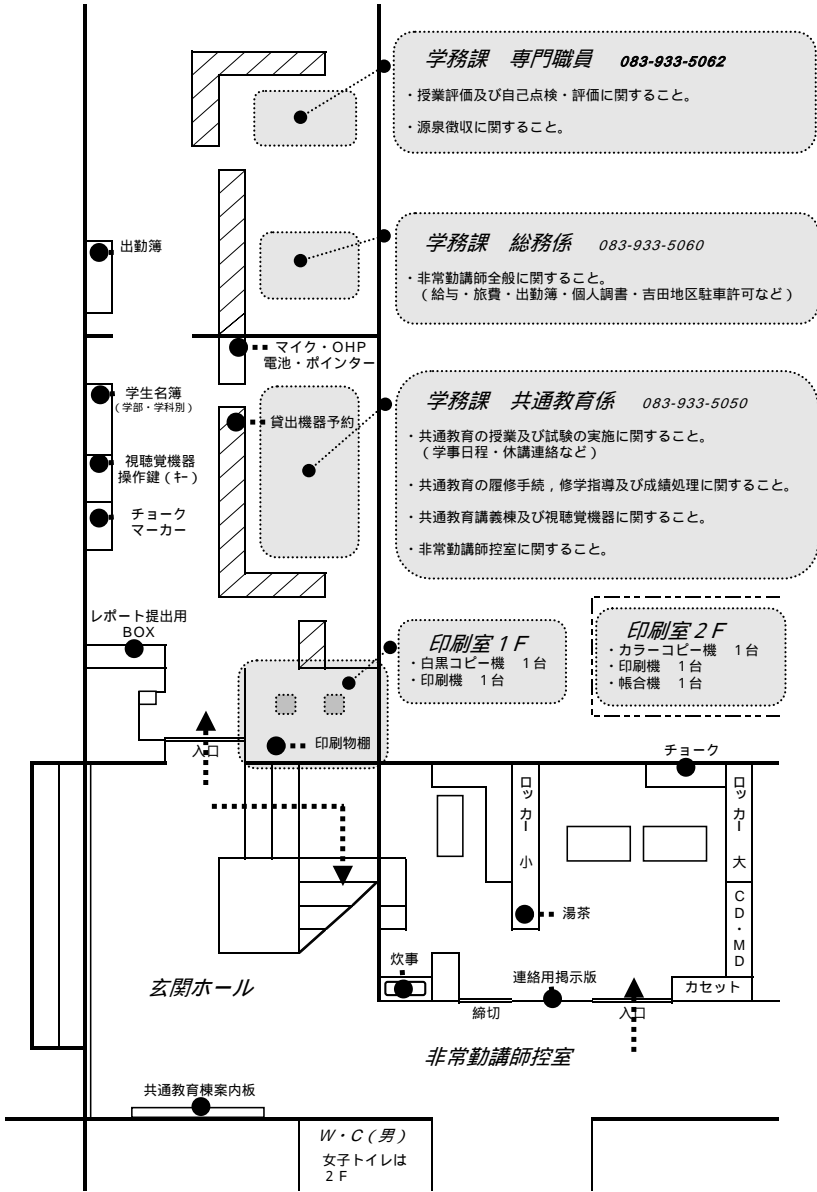 学務課　専門職員　083-933-5062
・授業評価及び自己点検・評価に関すること。
・源泉徴収に関すること。
出勤簿
学務課　総務係　083-933-5060
・非常勤講師全般に関すること。
（給与・旅費・出勤簿・個人調書・吉田地区駐車許可など）
マイク・OHP
電池・ポインター
学生名簿
（学部・学科別）
貸出機器予約
視聴覚機器
操作鍵（キー）
チョーク
マーカー
学務課　共通教育係　083-933-5050
・共通教育の授業及び試験の実施に関すること。
（学事日程・休講連絡など）
・共通教育の履修手続，修学指導及び成績処理に関すること。
・共通教育講義棟及び視聴覚機器に関すること。
・非常勤講師控室に関すること。
レポート提出用
BOX
印刷室１Ｆ
・白黒コピー機　１台
・印刷機　１台
印刷室２Ｆ
・カラーコピー機　１台
・印刷機　１台
・帳合機　１台
入口
印刷物棚
チョーク
ロッカー　小
ロッカー　大
CD・MD
湯茶
炊事
連絡用掲示版
カセット
締切
入口
玄関ホール
非常勤講師控室
共通教育棟案内板
W・C（男）
女子トイレは
２Ｆ